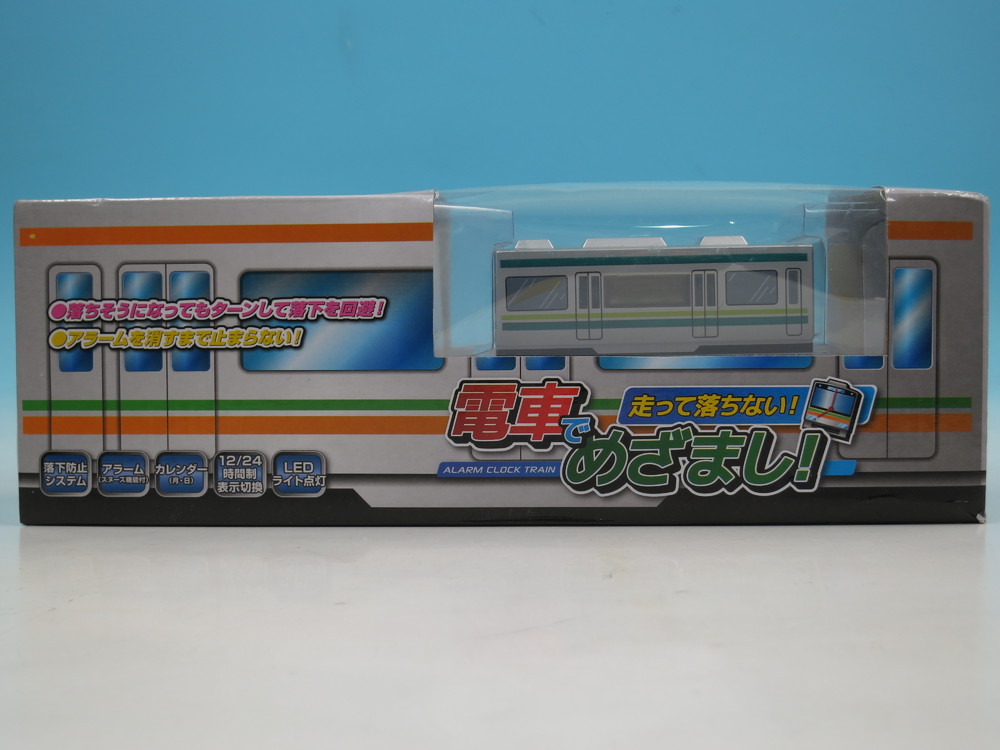 ●落ちそうになってもターンして落下を回避！
●アラームを消すまで止まらない！
走って落ちない！
電車で
めざまし！
ALARM CLOCK TRAIN
落下防止
システム
アラーム
(スヌーズ機能付)
カレンダー
(月・日)
12/24
時間制
表示切換
LED
ライト点灯